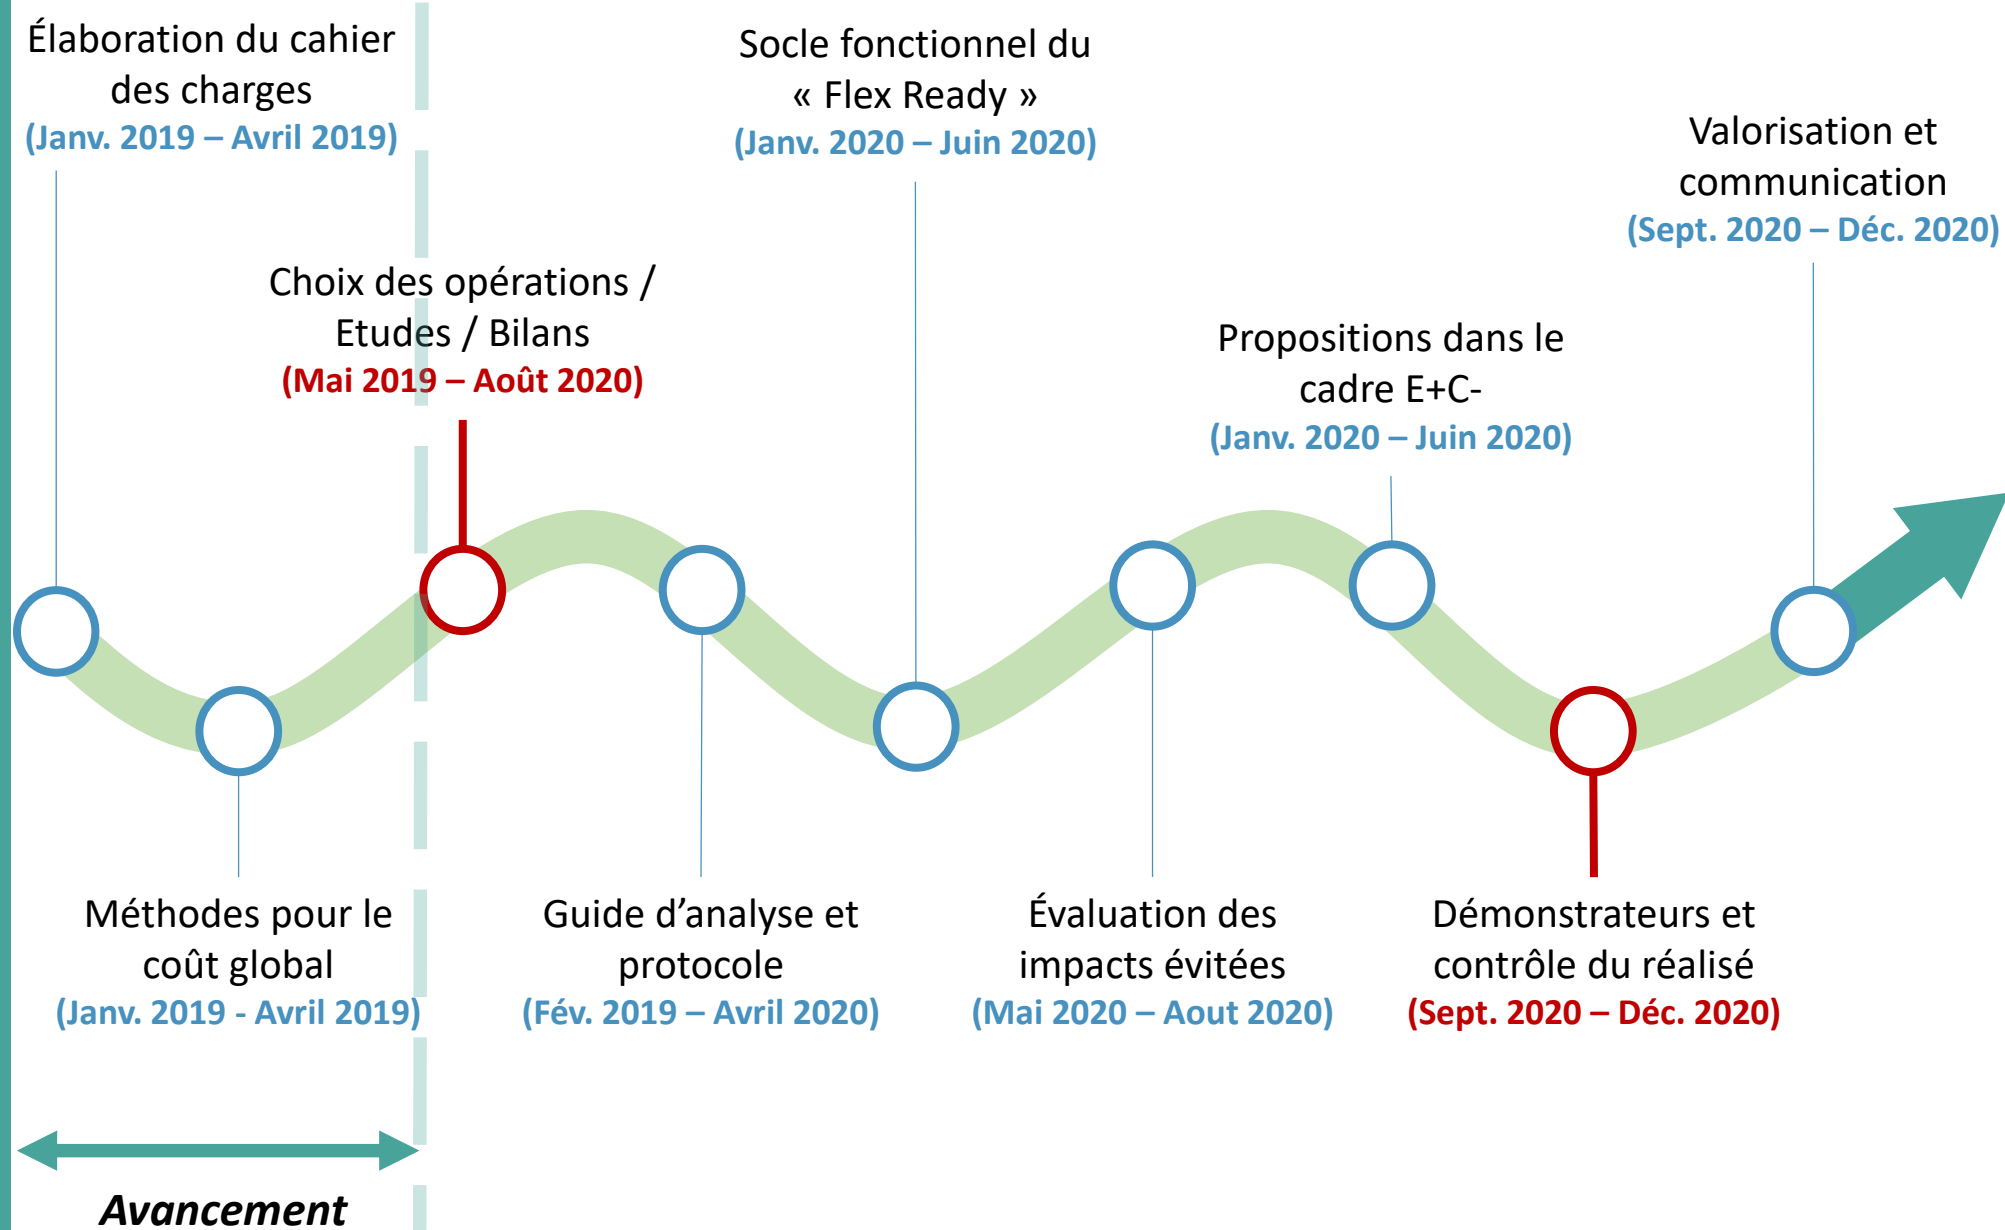 Élaboration du cahier
des charges
(Janv. 2019 – Avril 2019)
Socle fonctionnel du
« Flex Ready »
(Janv. 2020 – Juin 2020)
Valorisation et
communication
(Sept. 2020 – Déc. 2020)
Choix des opérations /
Etudes / Bilans
(Mai 2019 – Août 2020)
Propositions dans le
cadre E+C-
(Janv. 2020 – Juin 2020)
Méthodes pour le
coût global
(Janv. 2019 - Avril 2019)
Guide d’analyse et
protocole
(Fév. 2019 – Avril 2020)
Évaluation des
impacts évitées
(Mai 2020 – Aout 2020)
Démonstrateurs et
contrôle du réalisé
(Sept. 2020 – Déc. 2020)
Avancement